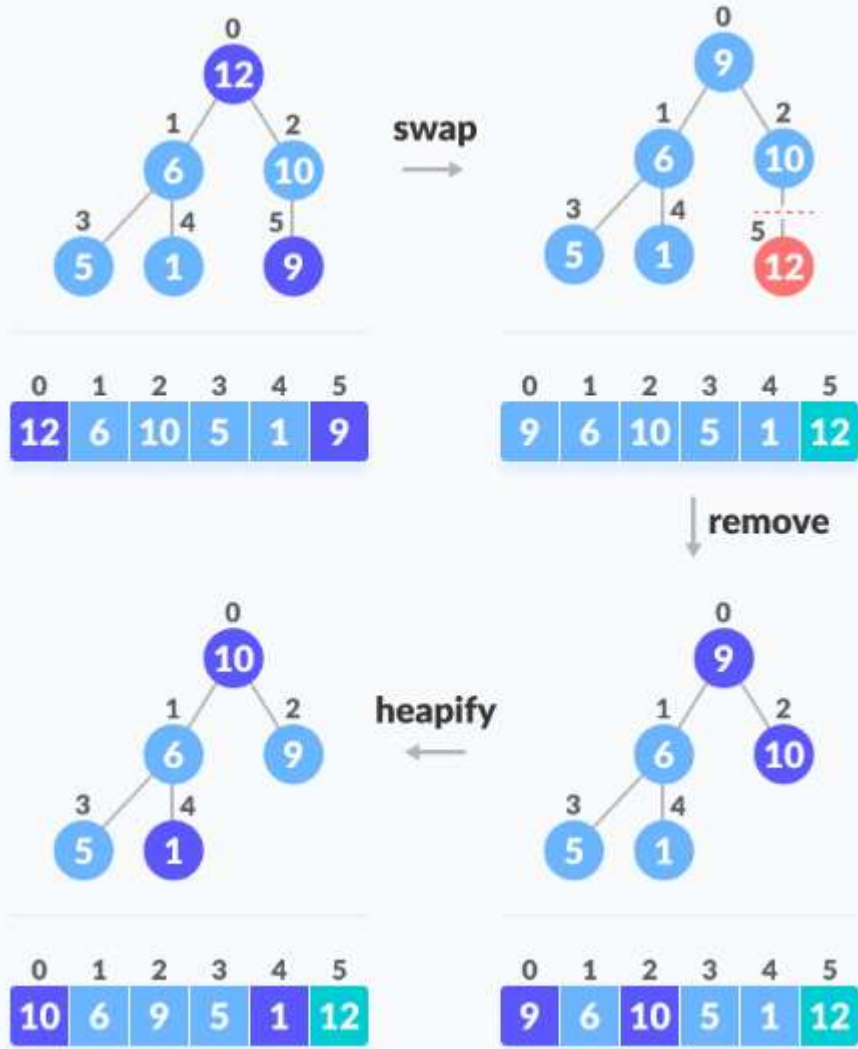 0 0
12 9
1 2 swap 1 2
6 10 6 10
3 4 5 3 4 5
5 1 9 5 1 12
0 1 2 3 4 5 0 1 2 3 4 5
12 6 10 5 1 9 9 6 10 5 1 12
remove
0 0
10 9
1 2 heapify 1 2
6 9 6 10
3 4 3 4
5 1 5 1
0 1 2 3 4 5 0 1 2 3 4 5
10 6 9 5 1 12 9 6 10 5 1 12